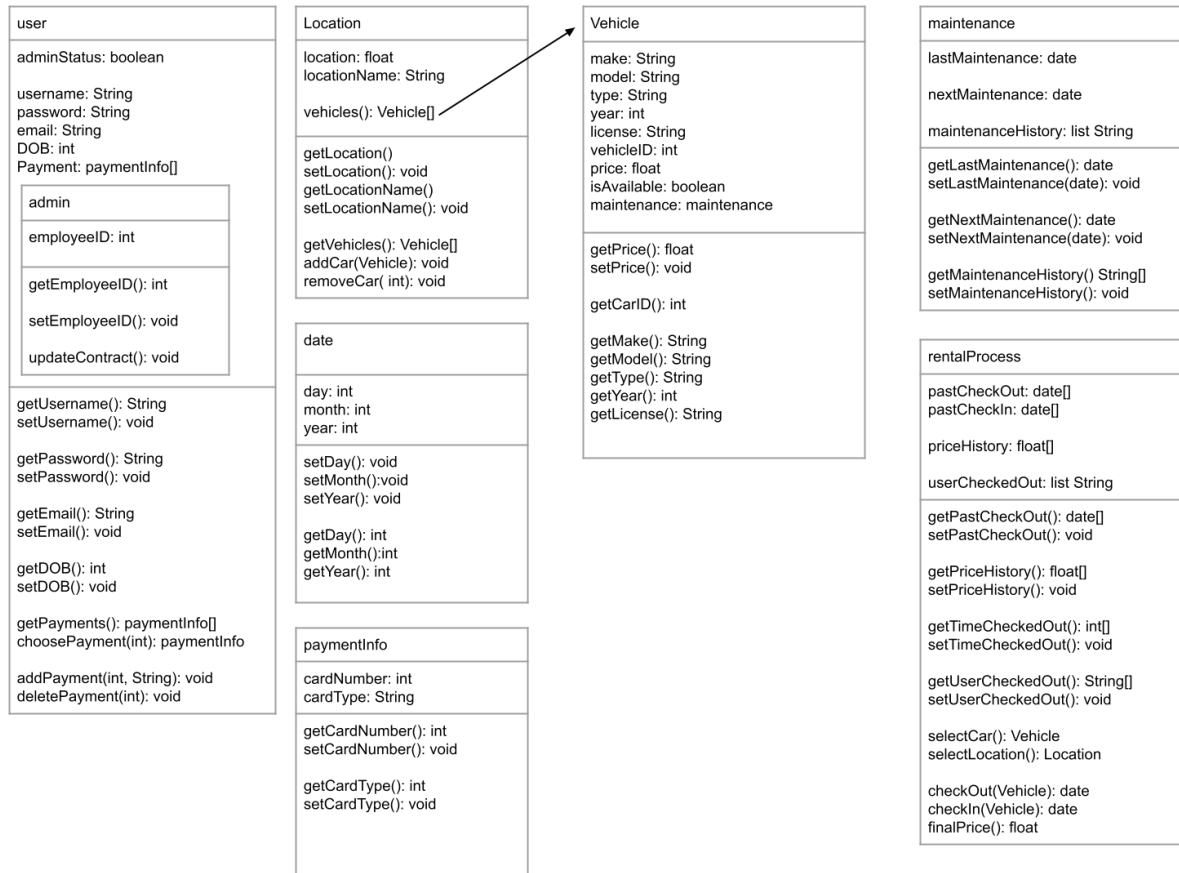 user
adminStatus: boolean
username: String
password: String
email: String
DOB: int
Payment: paymentInfo[]
admin
employeeID: int
getEmployeeID(): int
setEmployeeID(): void
updateContract(): void
getUsername(): String
setUsername(): void
getPassword(): String
setPassword(): void
getEmail(): String
setEmail(): void
getDOB(): int
setDOB(): void
getPayments(): paymentInfo[]
choosePayment(int): paymentInfo
addPayment(int, String): void
deletePayment(int): void
Location
location: float
locationName: String
vehicles(): Vehicle[]
getLocation()
setLocation(): void
getLocationName()
setLocationName(): void
getVehicles(): Vehicle[]
addCar(Vehicle): void
removeCar( int): void
date
day: int
month: int
year: int
setDay(): void
setMonth():void
setYear(): void
getDay(): int
getMonth():int
getYear(): int
paymentInfo
cardNumber: int
cardType: String
getCardNumber(): int
setCardNumber(): void
getCardType(): int
setCardType(): void
Vehicle
make: String
model: String
type: String
year: int
license: String
vehicleID: int
price: float
isAvailable: boolean
maintenance: maintenance
getPrice(): float
setPrice(): void
getCarID(): int
getMake(): String
getModel(): String
getType(): String
getYear(): int
getLicense(): String
maintenance
lastMaintenance: date
nextMaintenance: date
maintenanceHistory: list String
getLastMaintenance(): date
setLastMaintenance(date): void
getNextMaintenance(): date
setNextMaintenance(date): void
getMaintenanceHistory() String[]
setMaintenanceHistory(): void
rentalProcess
pastCheckOut: date[]
pastCheckIn: date[]
priceHistory: float[]
userCheckedOut: list String
getPastCheckOut(): date[]
setPastCheckOut(): void
getPriceHistory(): float[]
setPriceHistory(): void
getTimeCheckedOut(): int[]
setTimeCheckedOut(): void
getUserCheckedOut(): String[]
setUserCheckedOut(): void
selectCar(): Vehicle
selectLocation(): Location
checkOut(Vehicle): date
checkIn(Vehicle): date
finalPrice(): float